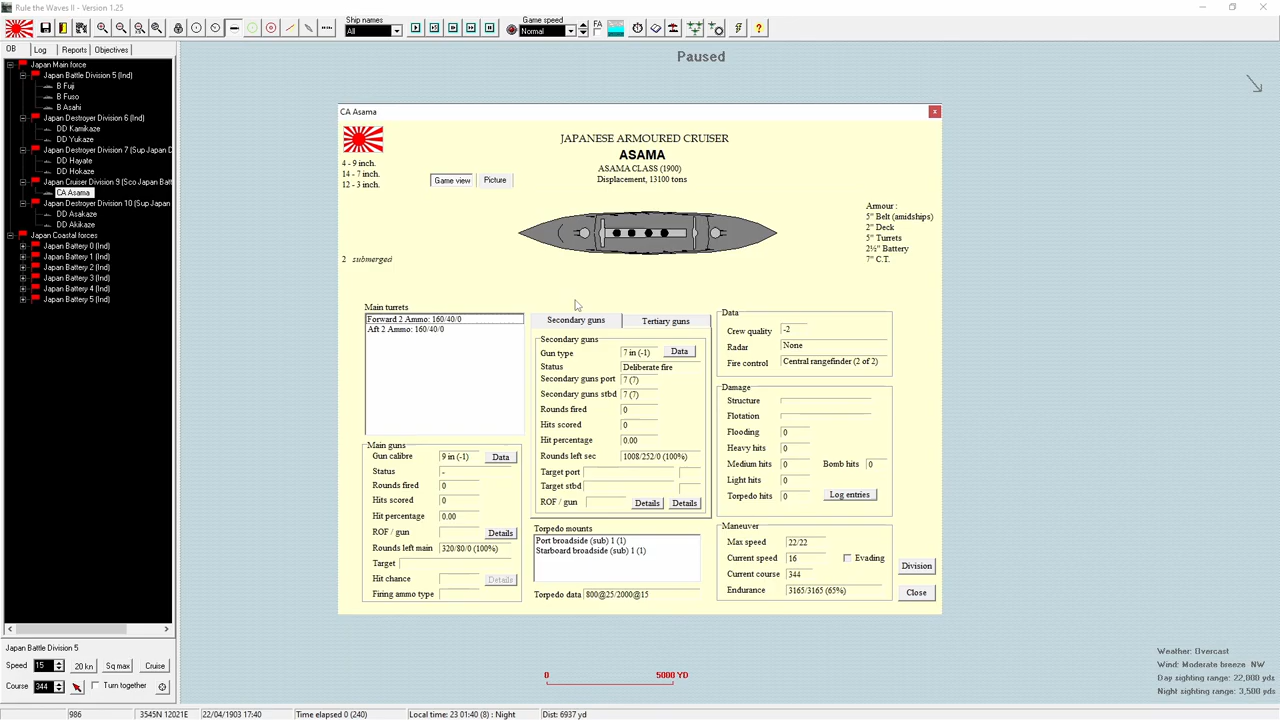 Rule the Waves II - Version 1.25
Ship names
All
Game speed
Normal
FA
OB Log Reports Objectives
Paused
Japan Main force
Japan Battle Division 5 (Ind)
B Fuji
B Fuso
B Asahi
Japan Destroyer Division 6 (Ind)
DD Kamikaze
DD Yukaze
Japan Destroyer Division 7 (Sup Japan D
DD Hayate
DD Hokaze
Japan Cruiser Division 9 (Sco Japan Batt
CA Asama
Japan Destroyer Division 10 (Sup Japan
DD Asakaze
DD Akikaze
Japan Coastal forces
Japan Battery 0 (Ind)
Japan Battery 1 (Ind)
Japan Battery 2 (Ind)
Japan Battery 3 (Ind)
Japan Battery 4 (Ind)
Japan Battery 5 (Ind)
Japan Battle Division 5
Speed 15 20 kn Sq max Cruise
Course 344 Turn together
CA Asama
JAPANESE ARMOURED CRUISER
ASAMA
ASAMA CLASS (1900)
Displacement, 13100 tons
4 - 9 inch.
14 - 7 inch.
12 - 3 inch.
Game view Picture
2 submerged
Armour :
5" Belt (amidships)
2" Deck
5" Turrets
2½" Battery
7" C.T.
Main turrets
Forward 2 Ammo: 160/40/0
Aft 2 Ammo: 160/40/0
Main guns
Gun calibre 9 in (-1) Data
Status -
Rounds fired 0
Hits scored 0
Hit percentage 0.00
ROF / gun Details
Rounds left main 320/80/0 (100%)
Target
Hit chance Details
Firing ammo type
Secondary guns Tertiary guns
Secondary guns
Gun type 7 in (-1) Data
Status Deliberate fire
Secondary guns port 7 (7)
Secondary guns stbd 7 (7)
Rounds fired 0
Hits scored 0
Hit percentage 0.00
Rounds left sec 1008/252/0 (100%)
Target port
Target stbd
ROF / gun Details Details
Torpedo mounts
Port broadside (sub) 1 (1)
Starboard broadside (sub) 1 (1)
Torpedo data 800@25/2000@15
Data
Crew quality -2
Radar None
Fire control Central rangefinder (2 of 2)
Damage
Structure
Flotation
Flooding 0
Heavy hits 0
Medium hits 0 Bomb hits 0
Light hits 0
Torpedo hits 0 Log entries
Maneuver
Max speed 22/22
Current speed 16 Evading
Current course 344
Endurance 3165/3165 (65%)
Division
Close
0 5000 YD
Weather: Overcast
Wind: Moderate breeze NW
Day sighting range: 22,000 yds
Night sighting range: 3,500 yds
986 3545N 12021E 22/04/1903 17:40 Time elapsed 0 (240) Local time: 23 01:40 (8) : Night Dist: 6937 yd